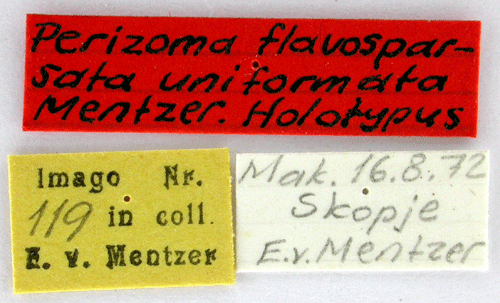 Perizoma flavospar-
sata uniformata
Mentzer. Holotypus
Imago Nr.
119 in coll.
E. v. Mentzer
Mak. 16.8.72
Skopje
E.v. Mentzer